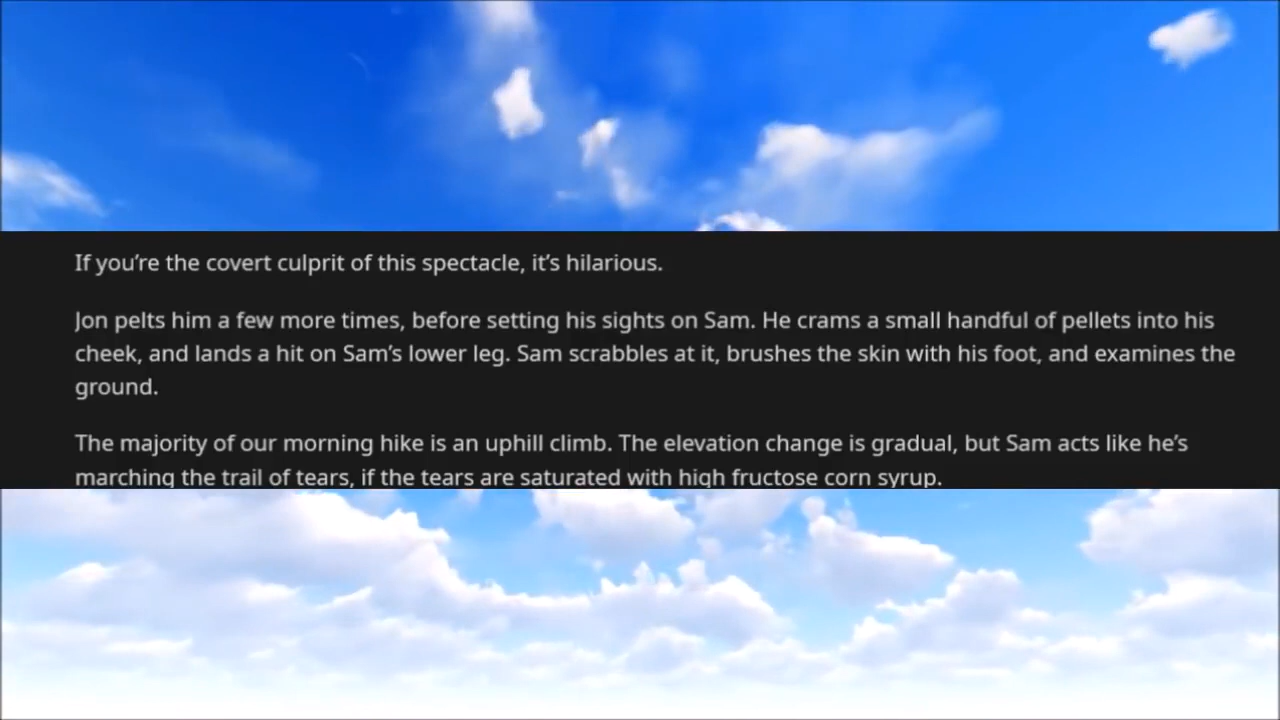 If you’re the covert culprit of this spectacle, it’s hilarious.
Jon pelts him a few more times, before setting his sights on Sam. He crams a small handful of pellets into his
cheek, and lands a hit on Sam’s lower leg. Sam scrabbles at it, brushes the skin with his foot, and examines the
ground.
The majority of our morning hike is an uphill climb. The elevation change is gradual, but Sam acts like he’s
marching the trail of tears, if the tears are saturated with high fructose corn syrup.